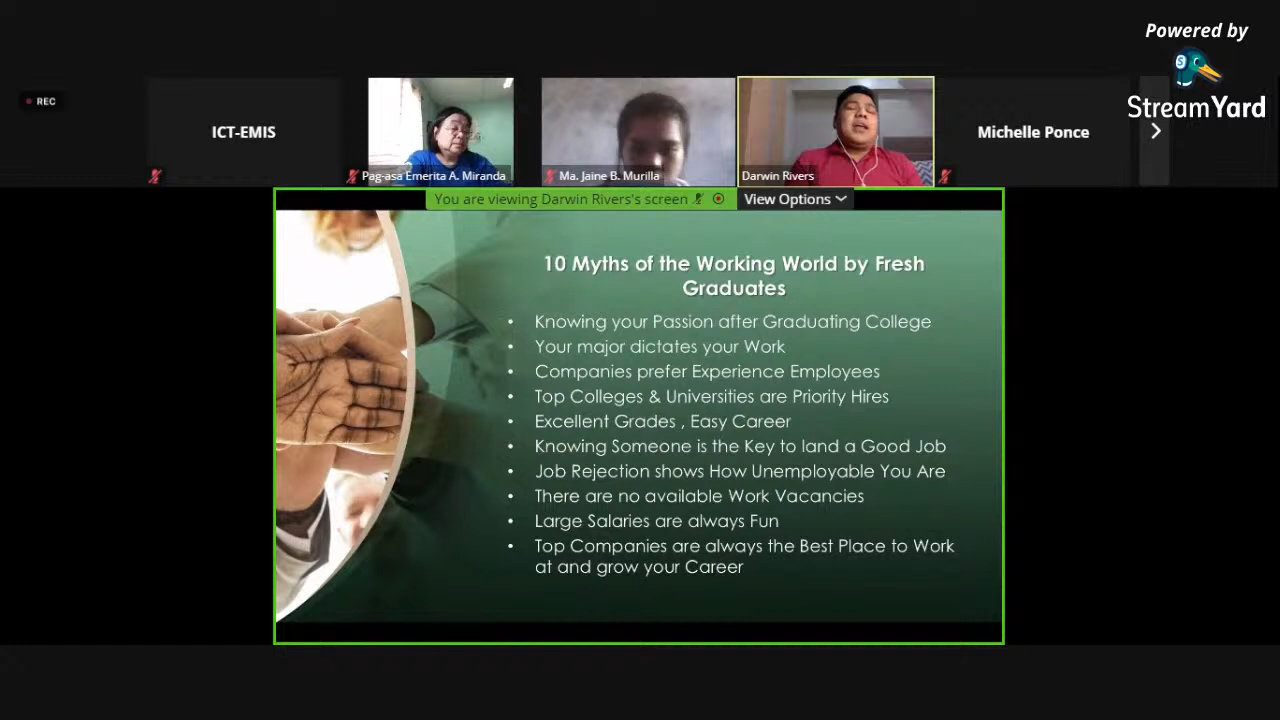 Powered by
StreamYard
REC
ICT-EMIS
Pag-asa Emerita A. Miranda
Ma. Jaine B. Murilla
Darwin Rivers
Michelle Ponce
You are viewing Darwin Rivers's screen
View Options
10 Myths of the Working World by Fresh
Graduates
• Knowing your Passion after Graduating College
• Your major dictates your Work
• Companies prefer Experience Employees
• Top Colleges & Universities are Priority Hires
• Excellent Grades , Easy Career
• Knowing Someone is the Key to land a Good Job
• Job Rejection shows How Unemployable You Are
• There are no available Work Vacancies
• Large Salaries are always Fun
• Top Companies are always the Best Place to Work
at and grow your Career